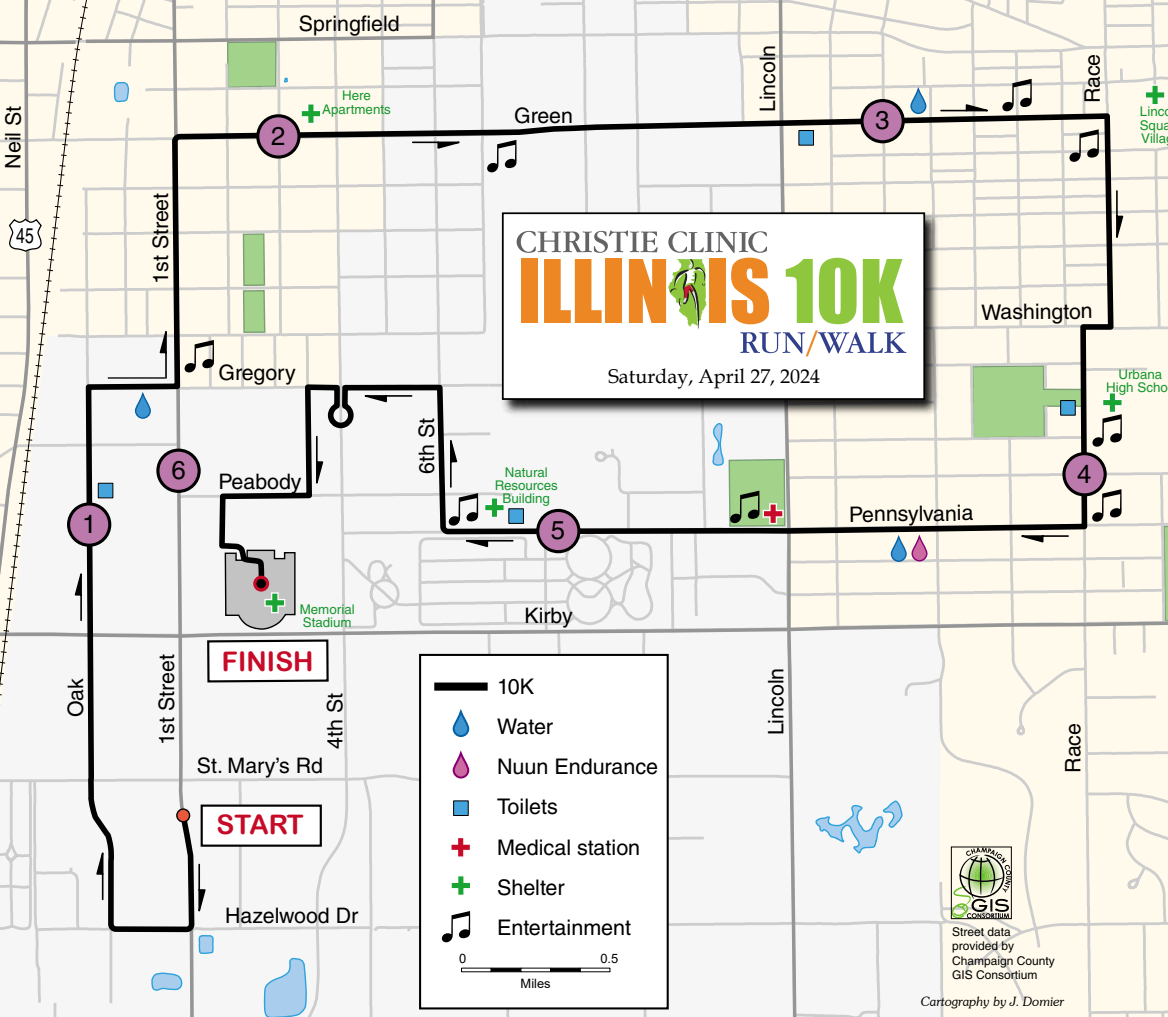 Springfield
Neil St
45
Here
Apartments
Lincoln
Race
Linco
Squa
Villag
Green
2
3
1st Street
CHRISTIE CLINIC
ILLINOIS 10K
RUN/WALK
Saturday, April 27, 2024
Washington
Urbana
High Scho
Gregory
6th St
6
Peabody
Natural
Resources
Building
1
5
4
Pennsylvania
Memorial
Stadium
Kirby
FINISH
Oak
1st Street
4th St
Lincoln
Race
St. Mary's Rd
START
Hazelwood Dr
10K
Water
Nuun Endurance
Toilets
Medical station
Shelter
Entertainment
0 0.5
Miles
CHAMPAIGN COUNTY
GIS
CONSORTIUM
Street data
provided by
Champaign County
GIS Consortium
Cartography by J. Domier